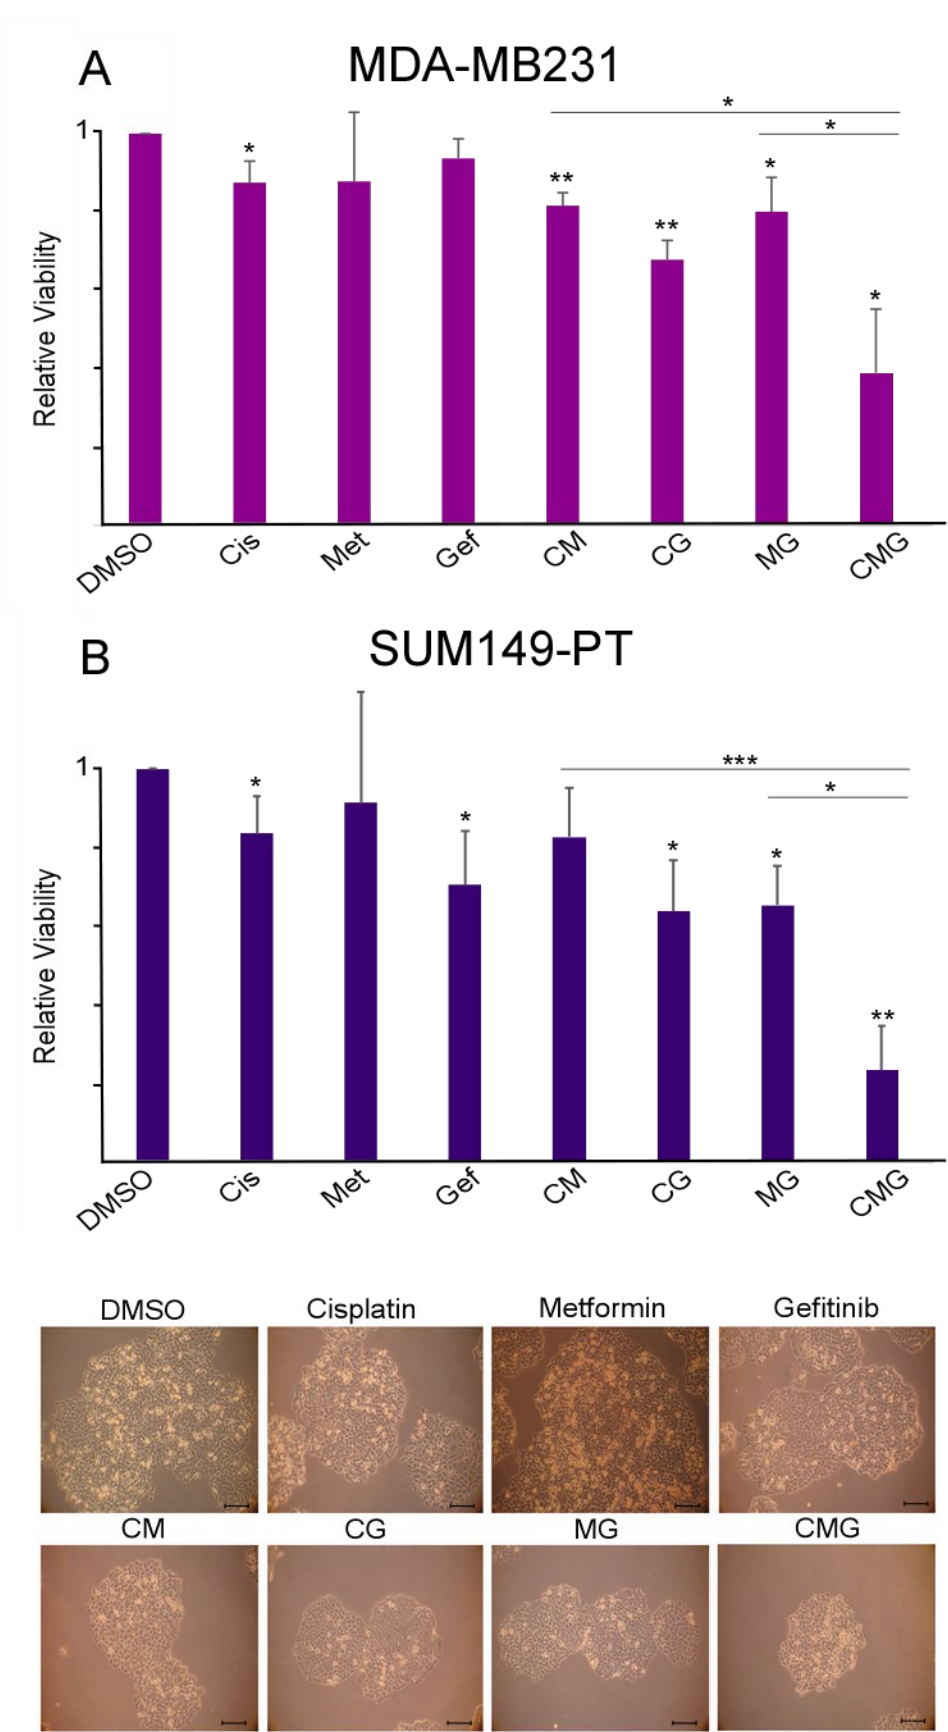 A MDA-MB231
*
*
1
*
**
**
*
*
Relative Viability
DMSO Cis Met Gef CM CG MG CMG
B SUM149-PT
***
*
1
*
*
*
*
**
Relative Viability
DMSO Cis Met Gef CM CG MG CMG
DMSO Cisplatin Metformin Gefitinib
CM CG MG CMG